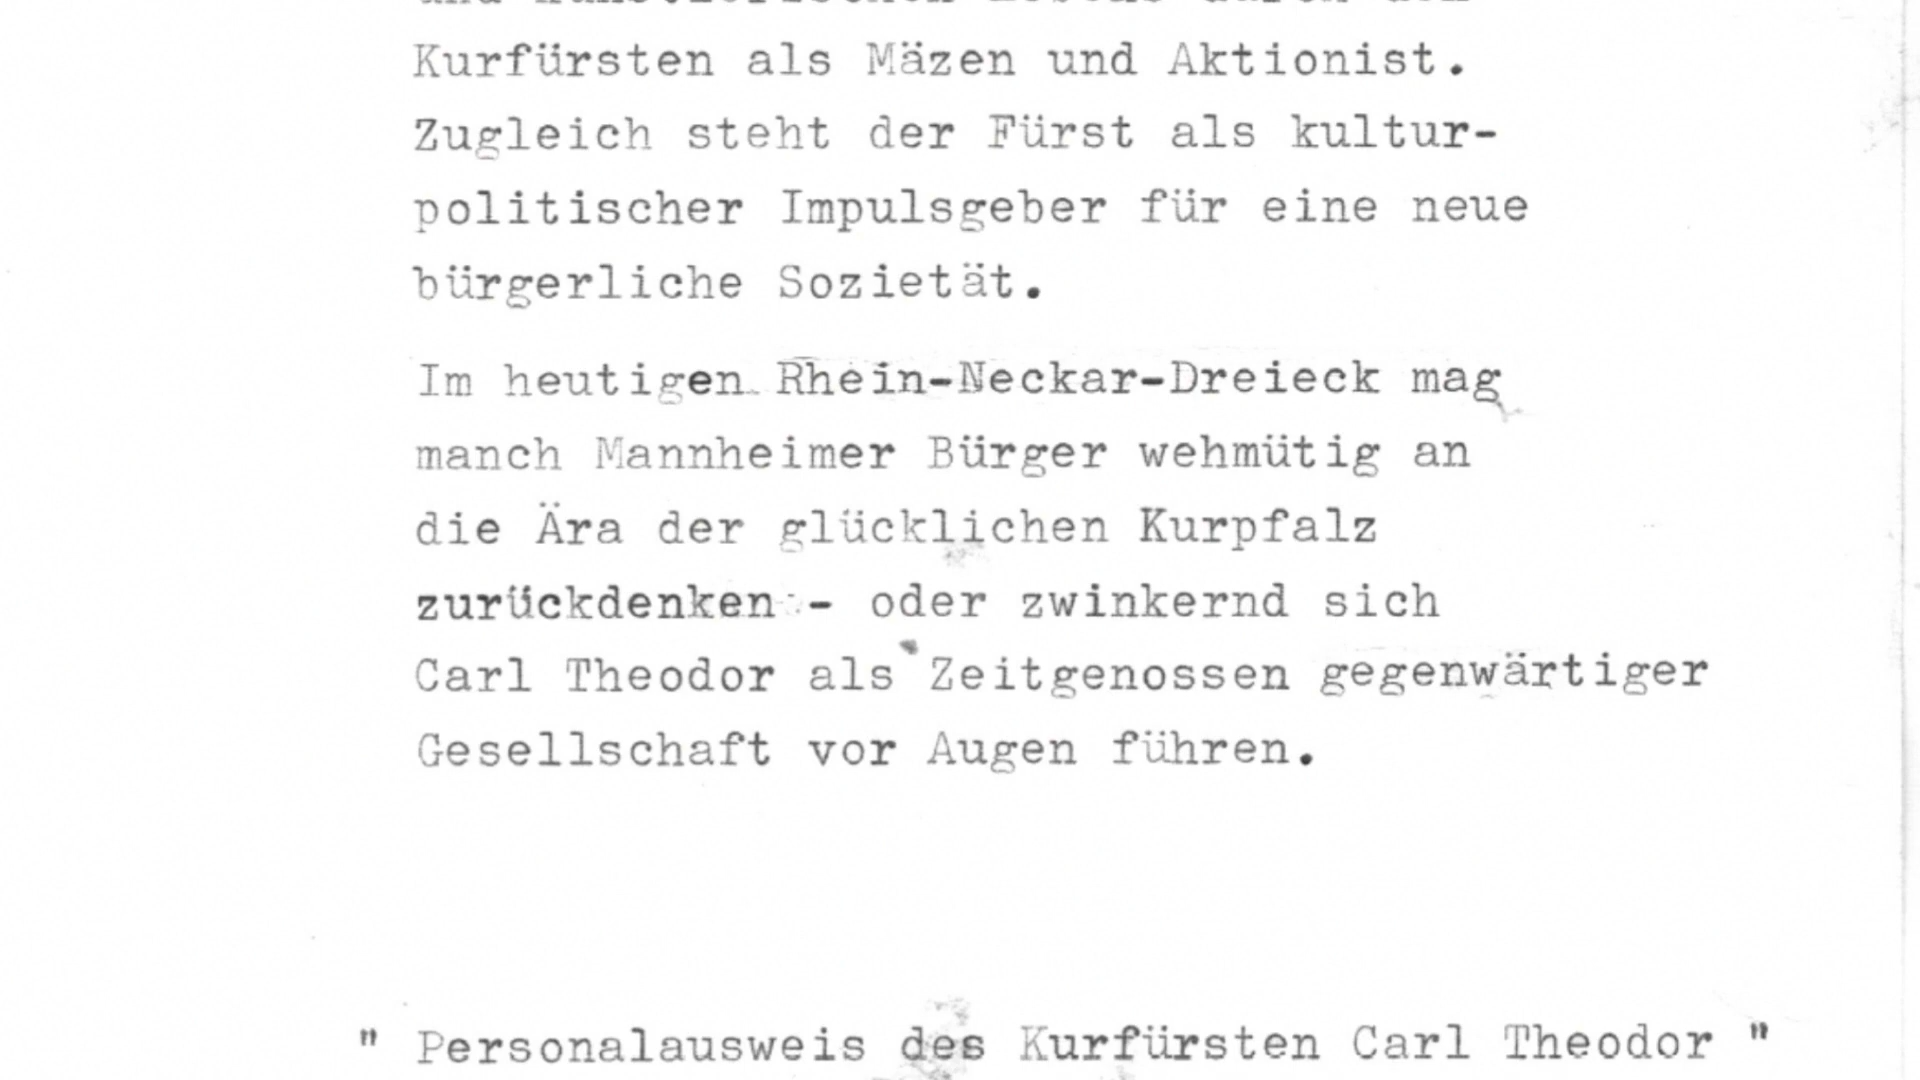 Kurfürsten als Mäzen und Aktionist.
Zugleich steht der Fürst als kultur-
politischer Impulsgeber für eine neue
bürgerliche Sozietät.
Im heutigen Rhein-Neckar-Dreieck mag
manch Mannheimer Bürger wehmütig an
die Ära der glücklichen Kurpfalz
zurückdenken - oder zwinkernd sich
Carl Theodor als Zeitgenossen gegenwärtiger
Gesellschaft vor Augen führen.
" Personalausweis des Kurfürsten Carl Theodor "